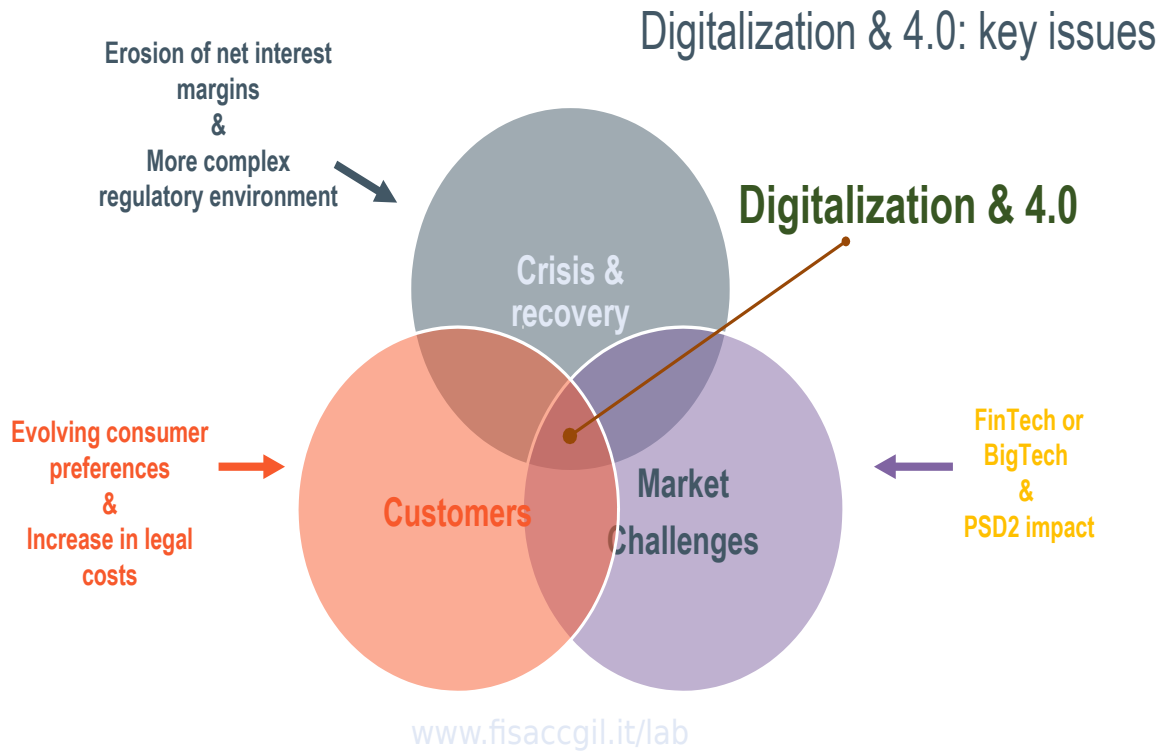 Digitalization & 4.0: key issues
Erosion of net interest
margins
&
More complex
regulatory environment
Digitalization & 4.0
Crisis &
recovery
Evolving consumer
preferences
&
Increase in legal
costs
Customers
Market
Challenges
FinTech or
BigTech
&
PSD2 impact
www.fisaccgil.it/lab